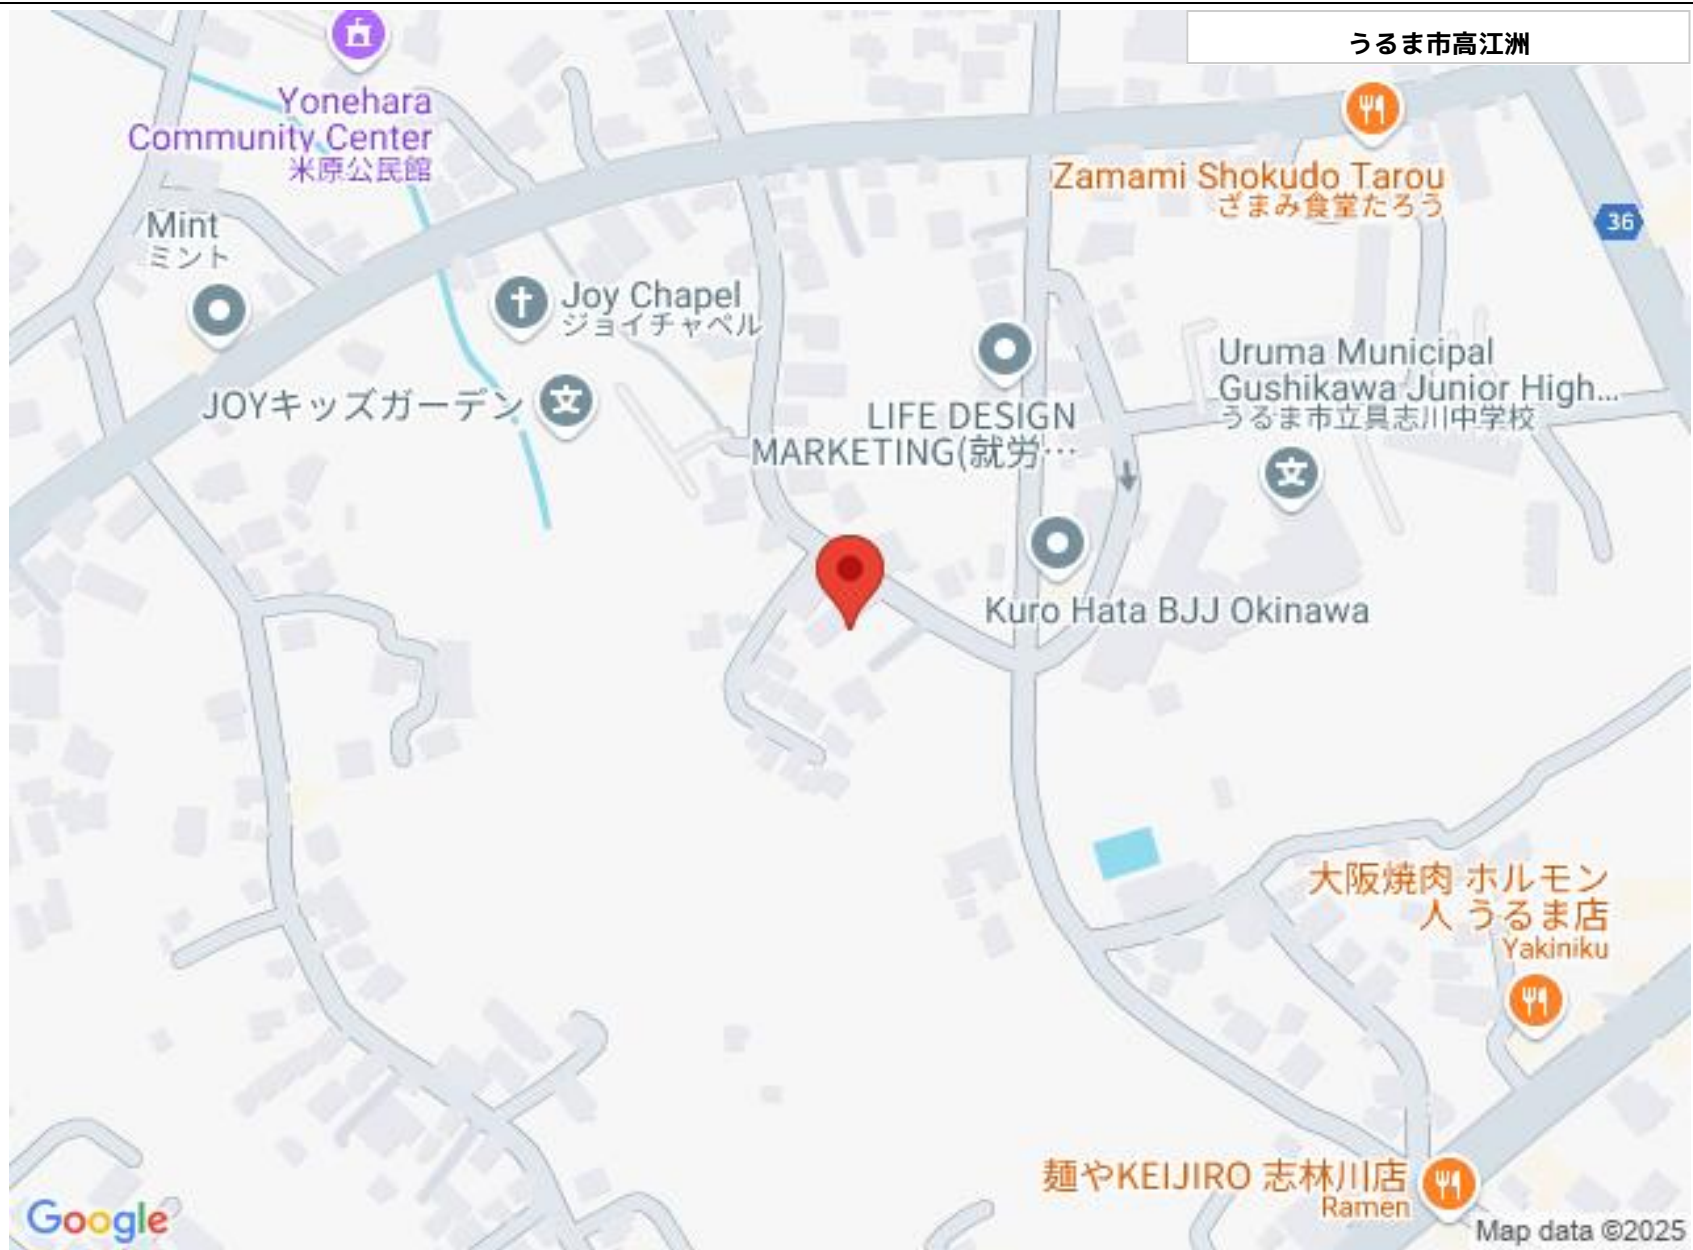 うるま市高江洲
Yonehara
Community Center
米原公民館
Zamami Shokudo Tarou
ざまみ食堂たろう
36
Mint
ミント
Joy Chapel
ジョイチャペル
JOYキッズガーデン
LIFE DESIGN
MARKETING(就労…
Uruma Municipal
Gushikawa Junior High...
うるま市立具志川中学校
Kuro Hata BJJ Okinawa
大阪焼肉 ホルモン
人 うるま店
Yakiniku
麺やKEIJIRO 志林川店
Ramen
Google
Map data ©2025